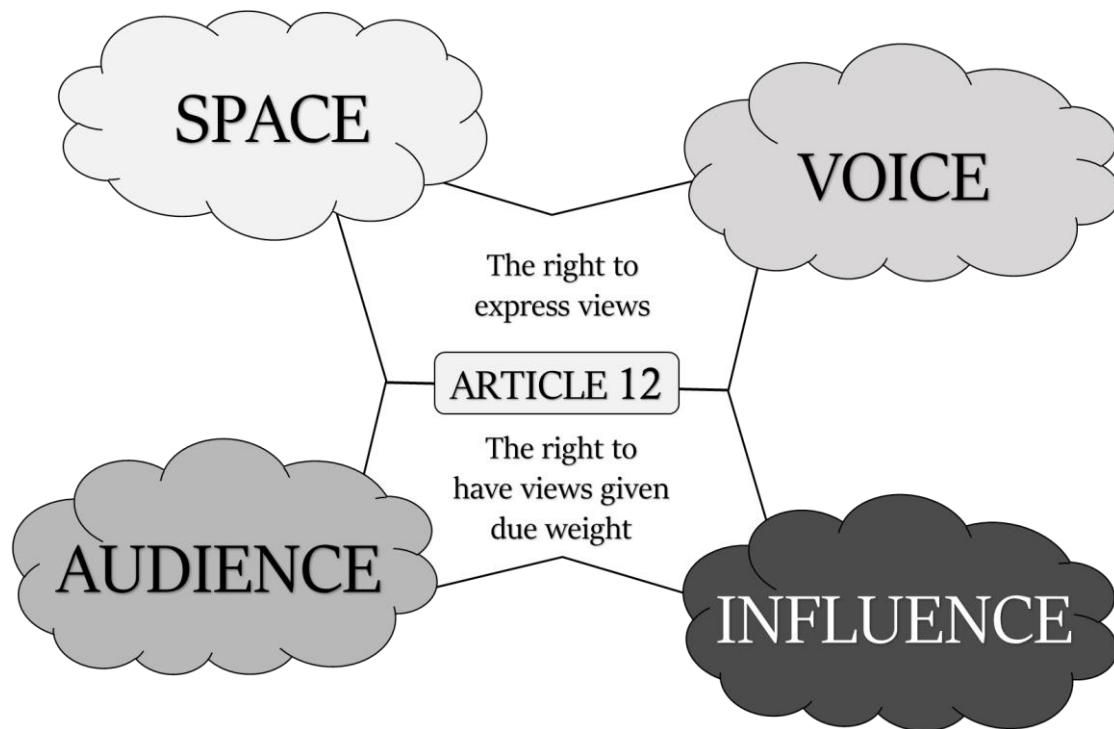 SPACE
VOICE
The right to
express views
ARTICLE 12
The right to
have views given
due weight
AUDIENCE
INFLUENCE